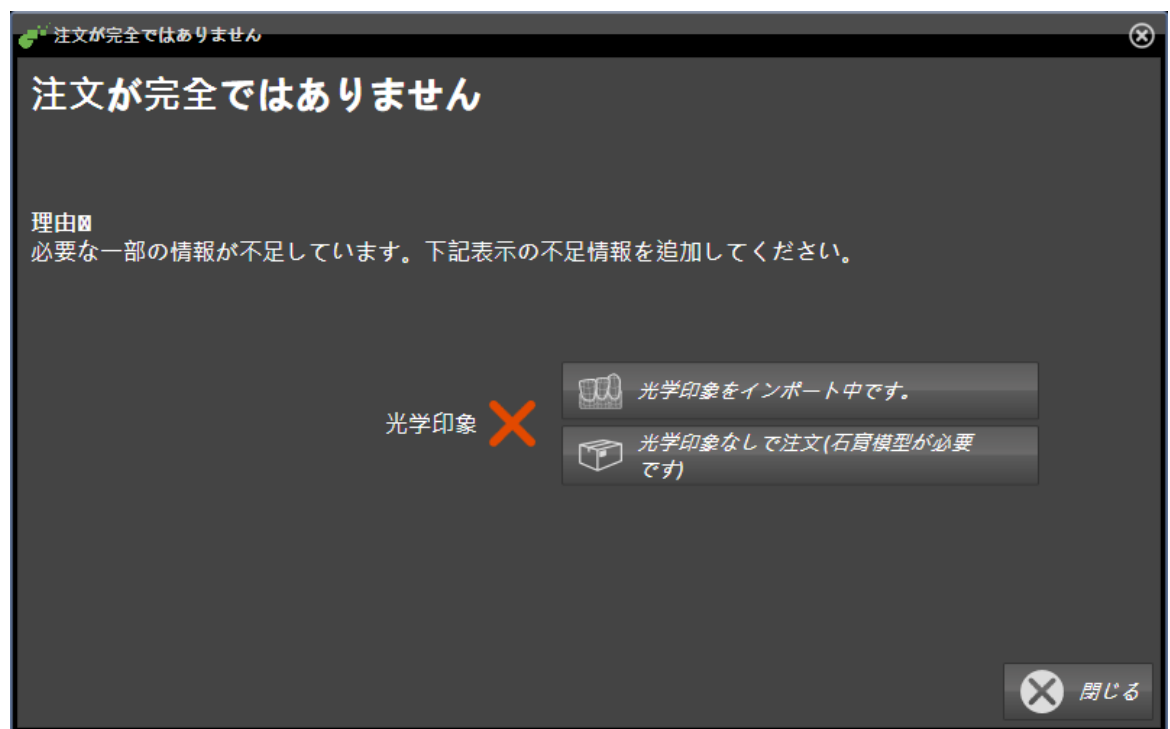 注文が完全ではありません
注文が完全ではありません
理由
必要な一部の情報が不足しています。下記表示の不足情報を追加してください。
光学印象
光学印象をインポート中です。
光学印象なしで注文(石膏模型が必要
です)
閉じる